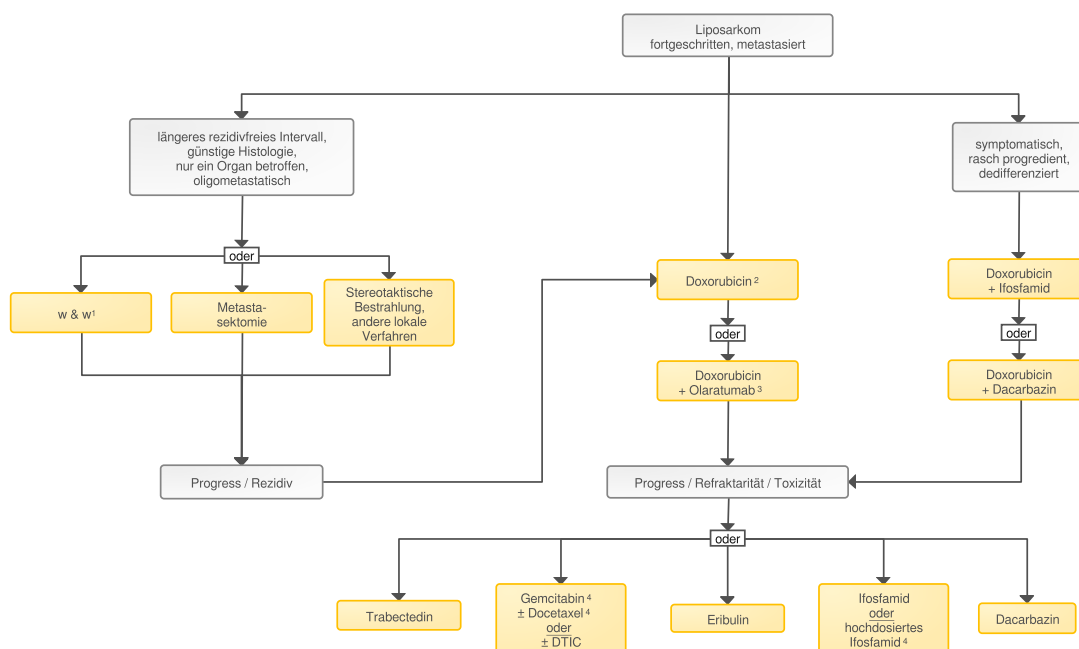 Liposarkom
fortgeschritten, metastasiert
längeres rezidivfreies Intervall,
günstige Histologie,
nur ein Organ betroffen,
oligometastatisch
symptomatisch,
rasch progredient,
dedifferenziert
oder
w & w¹
Metasta-
sektomie
Stereotaktische
Bestrahlung,
andere lokale
Verfahren
Doxorubicin ²
oder
Doxorubicin
+ Olaratumab ³
Doxorubicin
+ Ifosfamid
oder
Doxorubicin
+ Dacarbazin
Progress / Rezidiv
Progress / Refraktarität / Toxizität
oder
Trabectedin
Gemcitabin ⁴
± Docetaxel ⁴
oder
± DTIC
Eribulin
Ifosfamid
oder
hochdosiertes
Ifosfamid ⁴
Dacarbazin